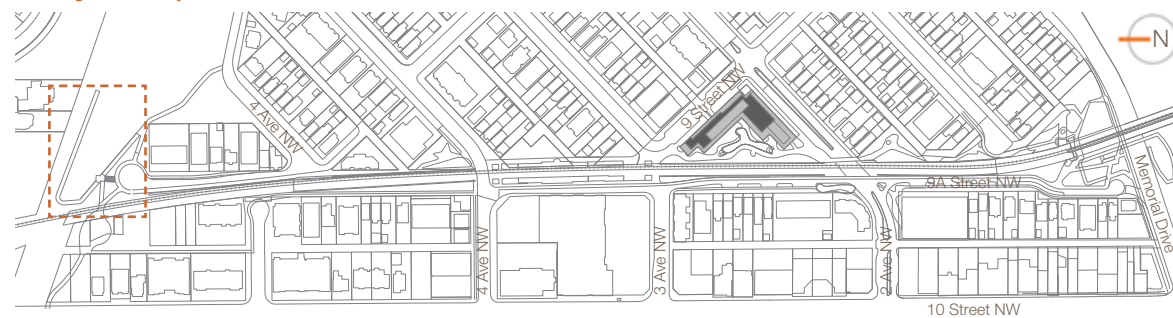 N
9 Street NW
4 Ave NW
9A Street NW
Memorial Drive
4 Ave NW
3 Ave NW
2 Ave NW
10 Street NW